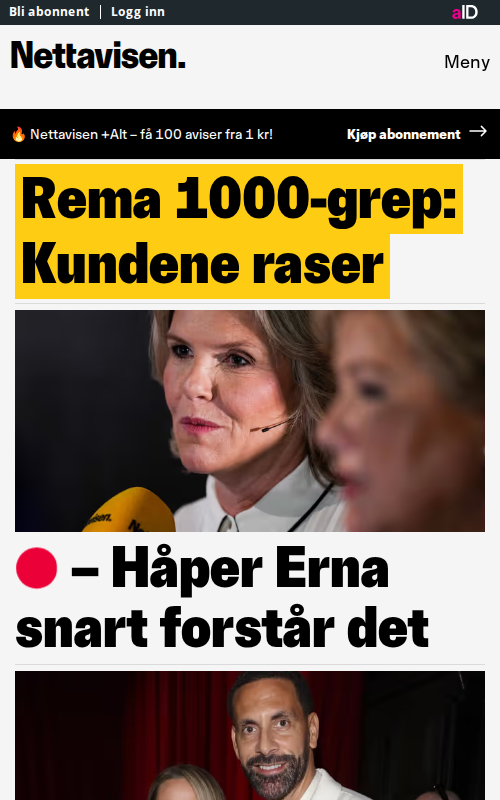 Bli abonnent | Logg inn
aID
Nettavisen.
Meny
🔥 Nettavisen +Alt – få 100 aviser fra 1 kr!
Kjøp abonnement →
Rema 1000-grep:
Kundene raser
– Håper Erna
snart forstår det